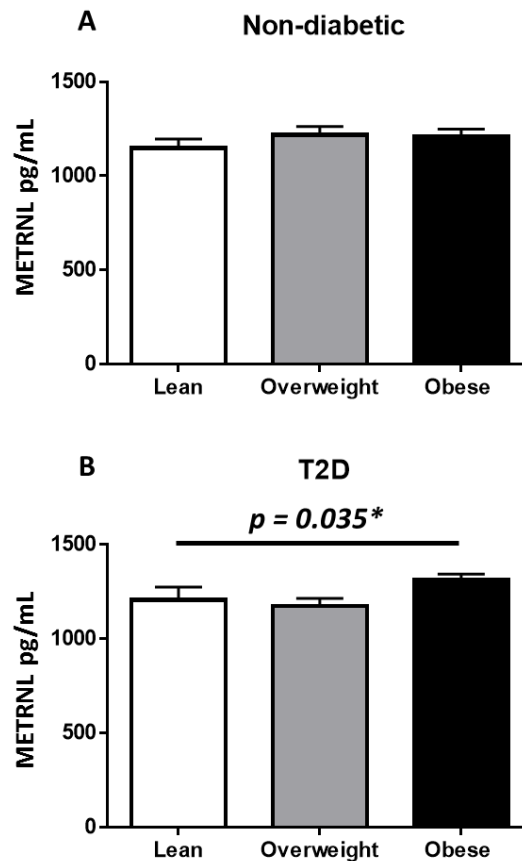 A
Non-diabetic
METRNL pg/mL
1500
1000
500
0
Lean Overweight Obese
B
T2D
p = 0.035*
METRNL pg/mL
1500
1000
500
0
Lean Overweight Obese